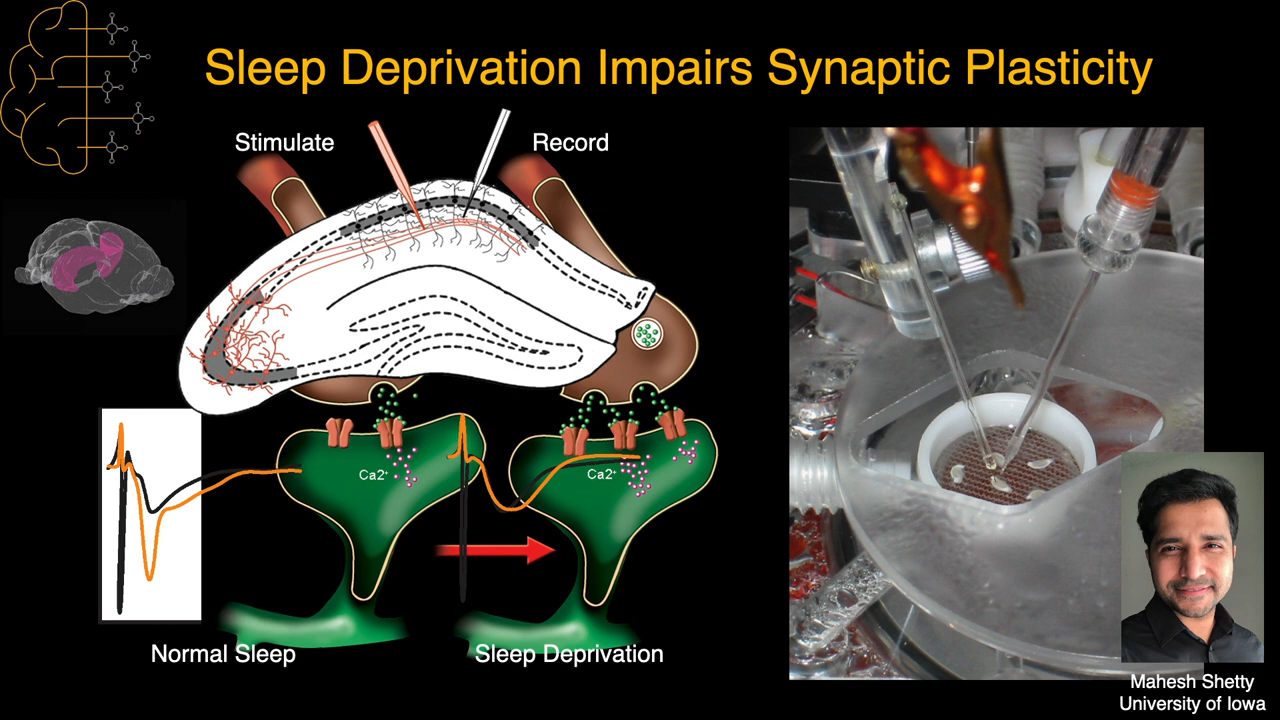 Sleep Deprivation Impairs Synaptic Plasticity
Stimulate
Record
Ca2+
Ca2+
Normal Sleep
Sleep Deprivation
Mahesh Shetty
University of Iowa